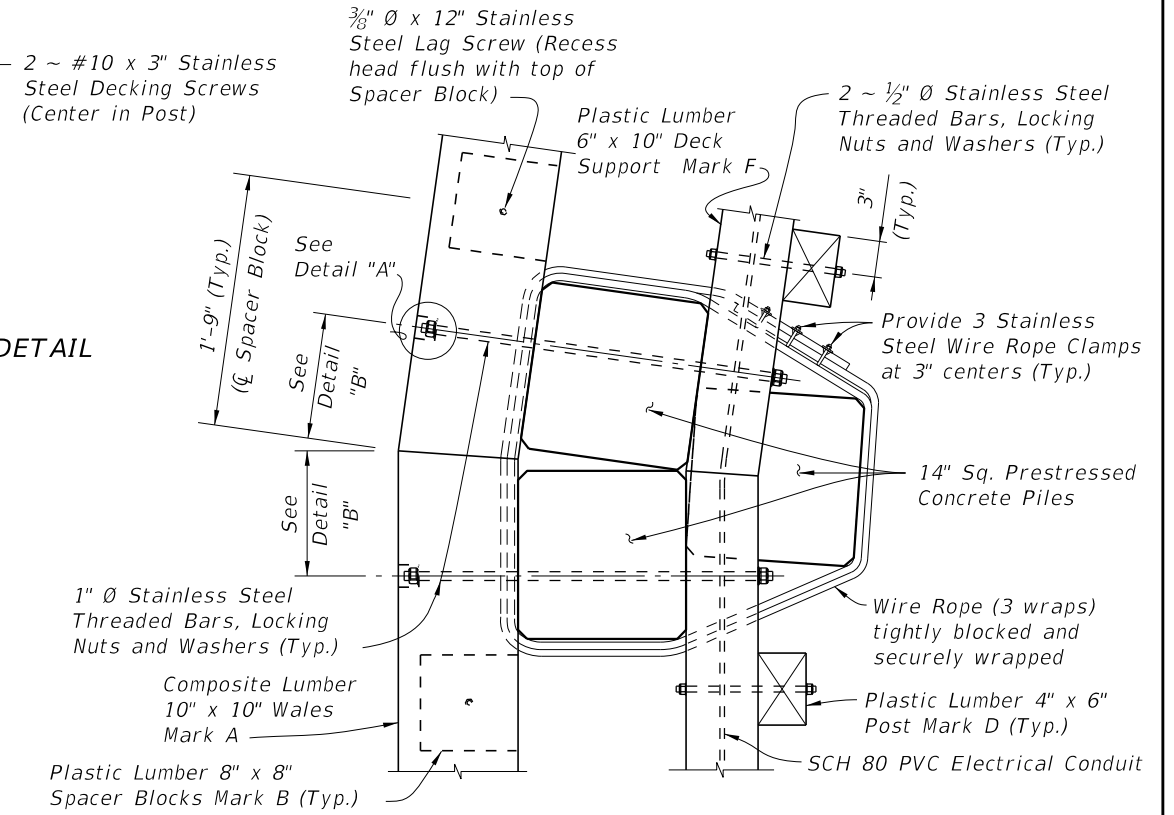 ⅜" Ø x 12" Stainless
Steel Lag Screw (Recess
head flush with top of
Spacer Block)
2 ~ #10 x 3" Stainless
Steel Decking Screws
(Center in Post)
Plastic Lumber
6" x 10" Deck
Support Mark F
2 ~ ½" Ø Stainless Steel
Threaded Bars, Locking
Nuts and Washers (Typ.)
3"
(Typ.)
1'-9" (Typ.)
(℄ Spacer Block)
See
Detail "A"
See
Detail
"B"
DETAIL
Provide 3 Stainless
Steel Wire Rope Clamps
at 3" centers (Typ.)
14" Sq. Prestressed
Concrete Piles
See
Detail
"B"
1" Ø Stainless Steel
Threaded Bars, Locking
Nuts and Washers (Typ.)
Wire Rope (3 wraps)
tightly blocked and
securely wrapped
Composite Lumber
10" x 10" Wales
Mark A
Plastic Lumber 4" x 6"
Post Mark D (Typ.)
SCH 80 PVC Electrical Conduit
Plastic Lumber 8" x 8"
Spacer Blocks Mark B (Typ.)